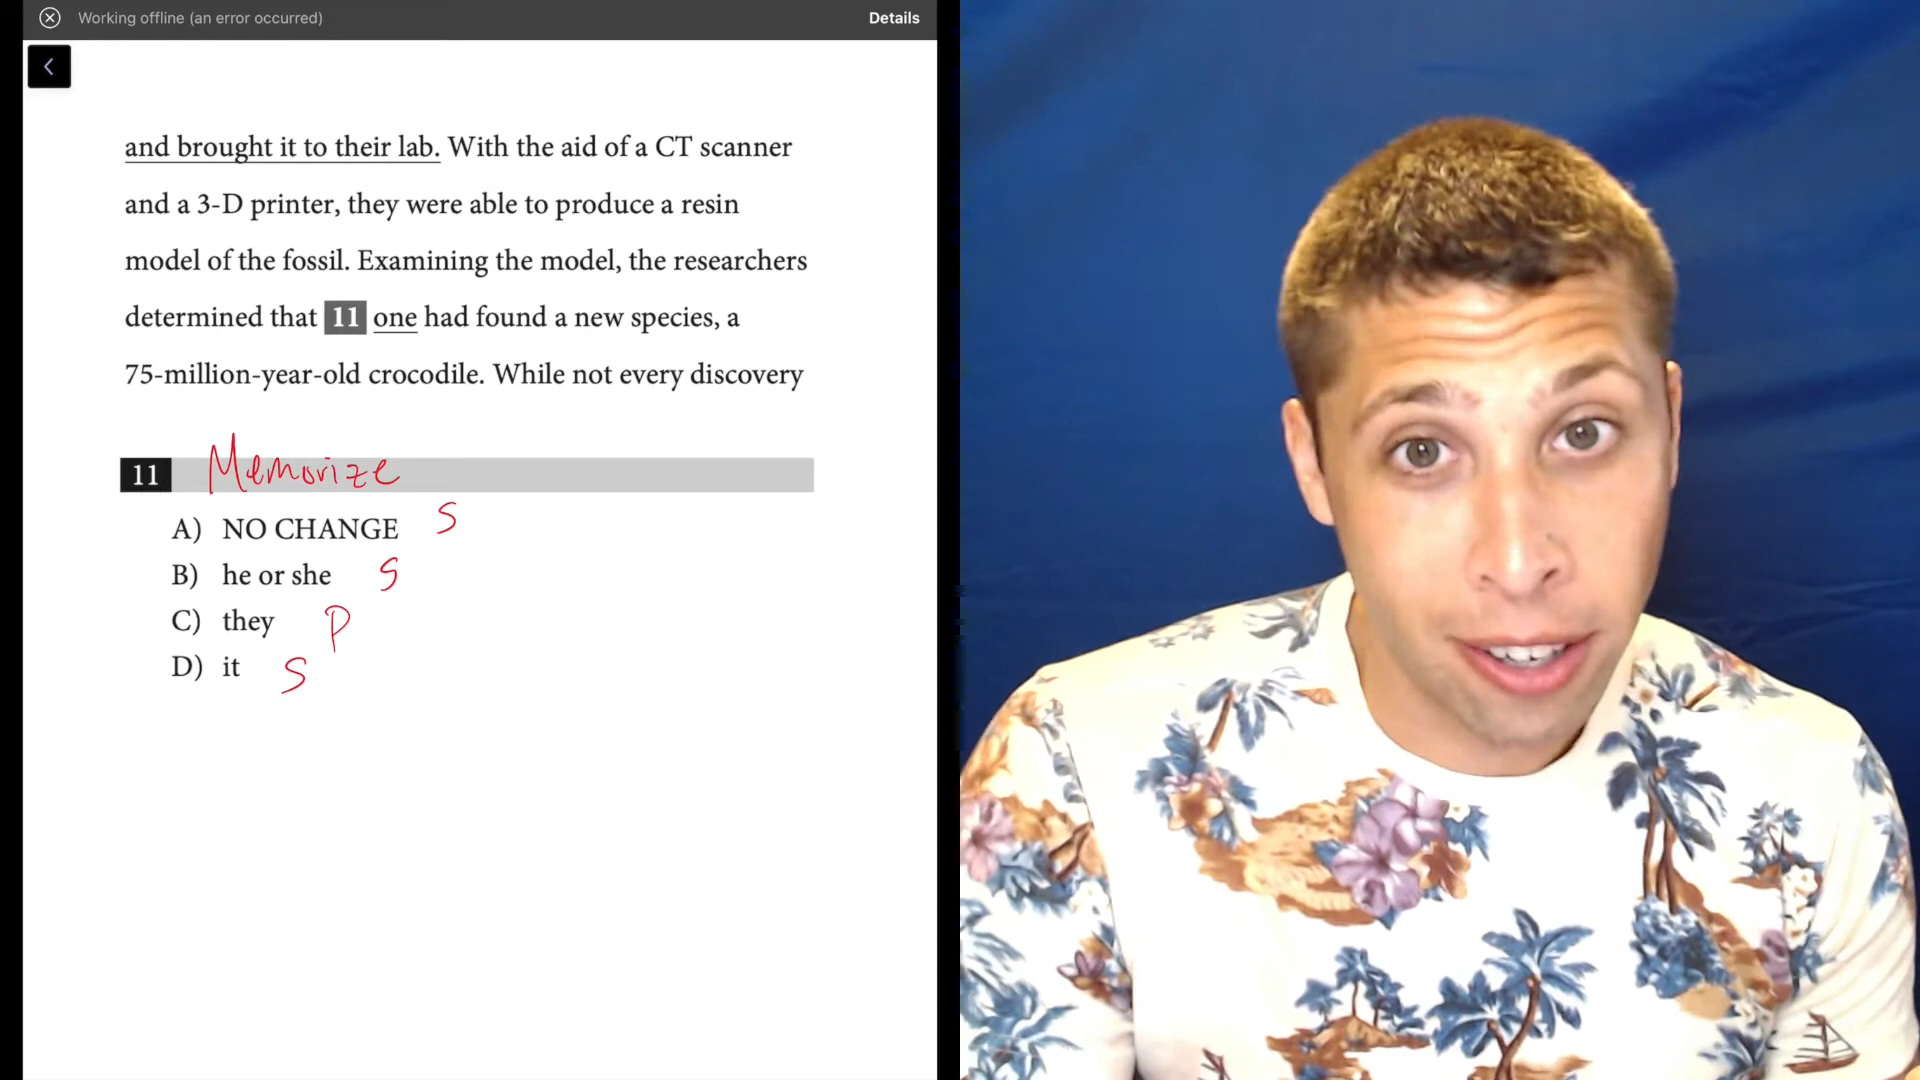 Working offline (an error occurred) Details
and brought it to their lab. With the aid of a CT scanner
and a 3-D printer, they were able to produce a resin
model of the fossil. Examining the model, the researchers
determined that 11 one had found a new species, a
75-million-year-old crocodile. While not every discovery
11 Memorize
A) NO CHANGE S
B) he or she S
C) they P
D) it S